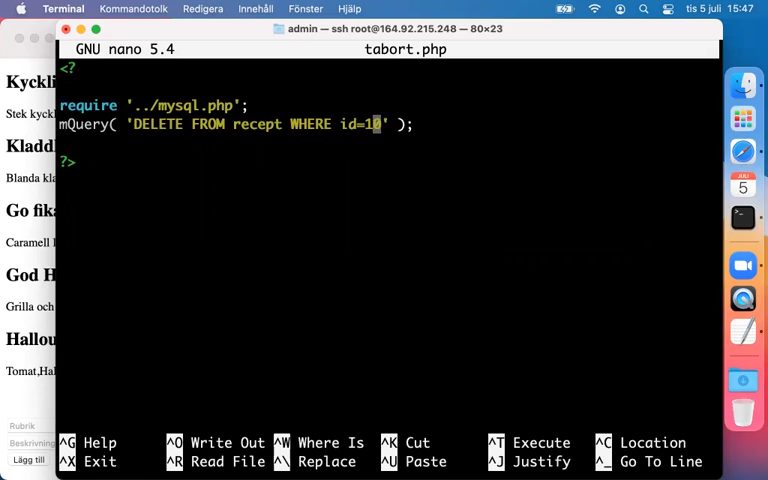 Terminal Kommandotolk Redigera Innehåll Fönster Hjälp tis 5 juli 15:47
admin — ssh root@164.92.215.248 — 80×23
GNU nano 5.4 tabort.php
<?
require '../mysql.php';
mQuery( 'DELETE FROM recept WHERE id=10' );
?>
Kyckli
Stek kyckl
Kladdl
Blanda kla
Go fika
Caramell l
God H
Grilla och
Hallou
Tomat,Hal
Rubrik
Beskrivning
Lägg till
^G Help ^O Write Out ^W Where Is ^K Cut ^T Execute ^C Location
^X Exit ^R Read File ^\ Replace ^U Paste ^J Justify ^_ Go To Line
JULI
5